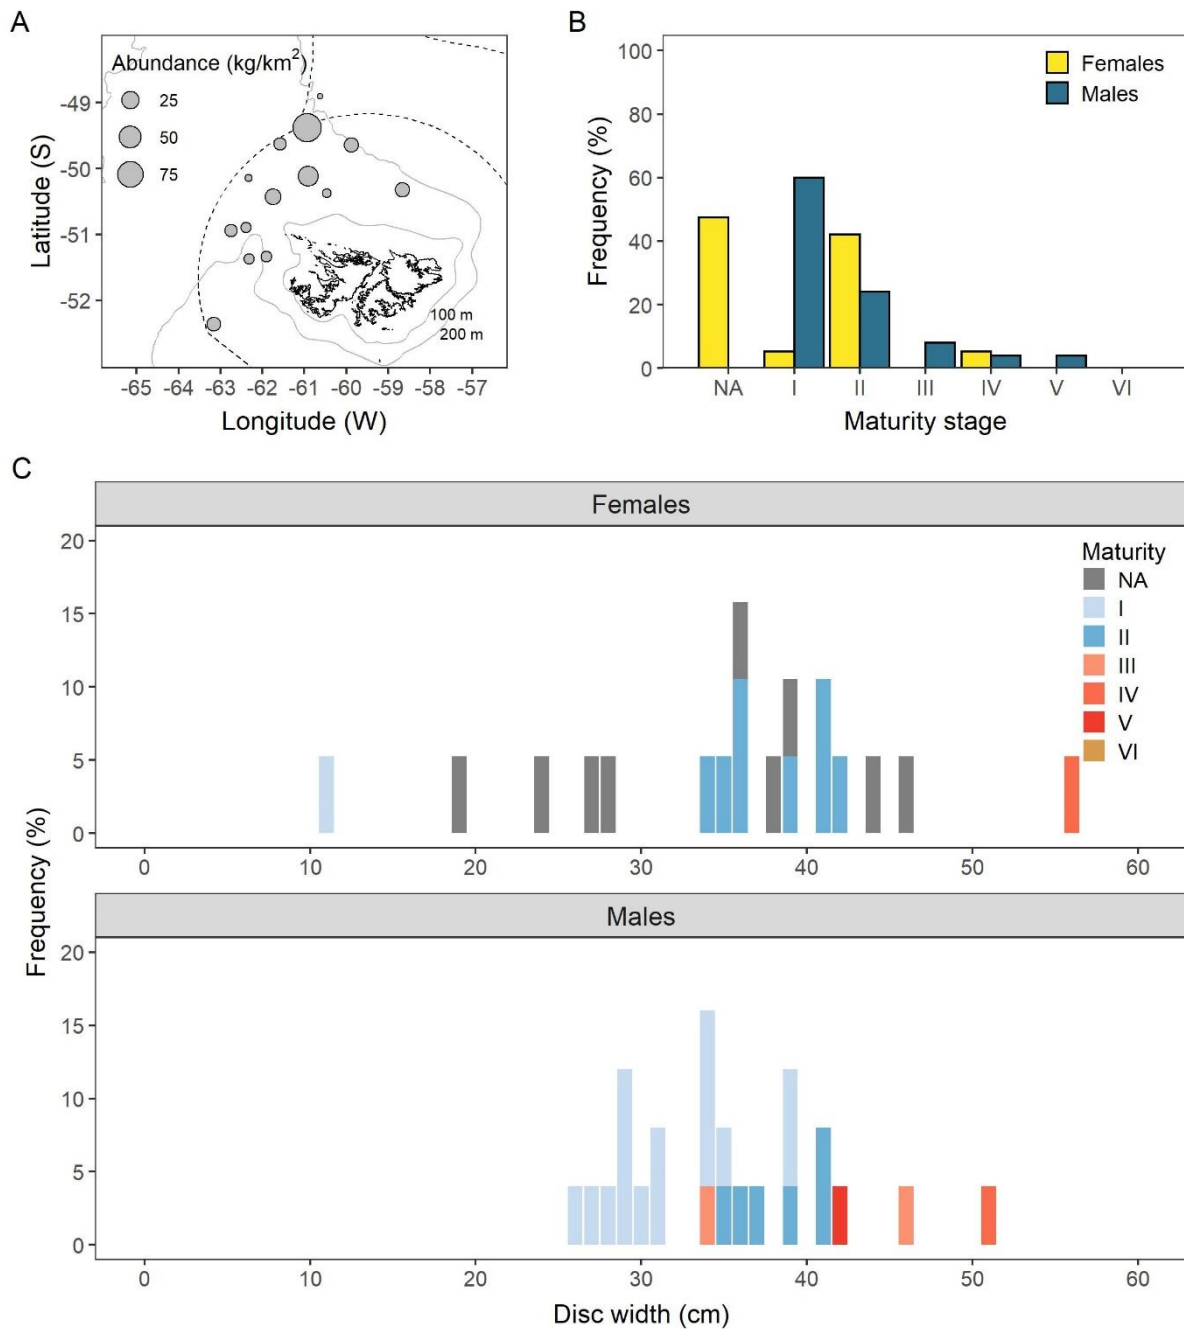 A
Abundance (kg/km²)
25
50
75
-49
-50
-51
-52
Latitude (S)
100 m
200 m
-65 -64 -63 -62 -61 -60 -59 -58 -57
Longitude (W)
B
100
80
60
40
20
0
Frequency (%)
Females
Males
NA I II III IV V VI
Maturity stage
C
Females
20
15
10
5
0
Maturity
NA
I
II
III
IV
V
VI
0 10 20 30 40 50 60
Frequency (%)
Males
20
15
10
5
0
0 10 20 30 40 50 60
Disc width (cm)